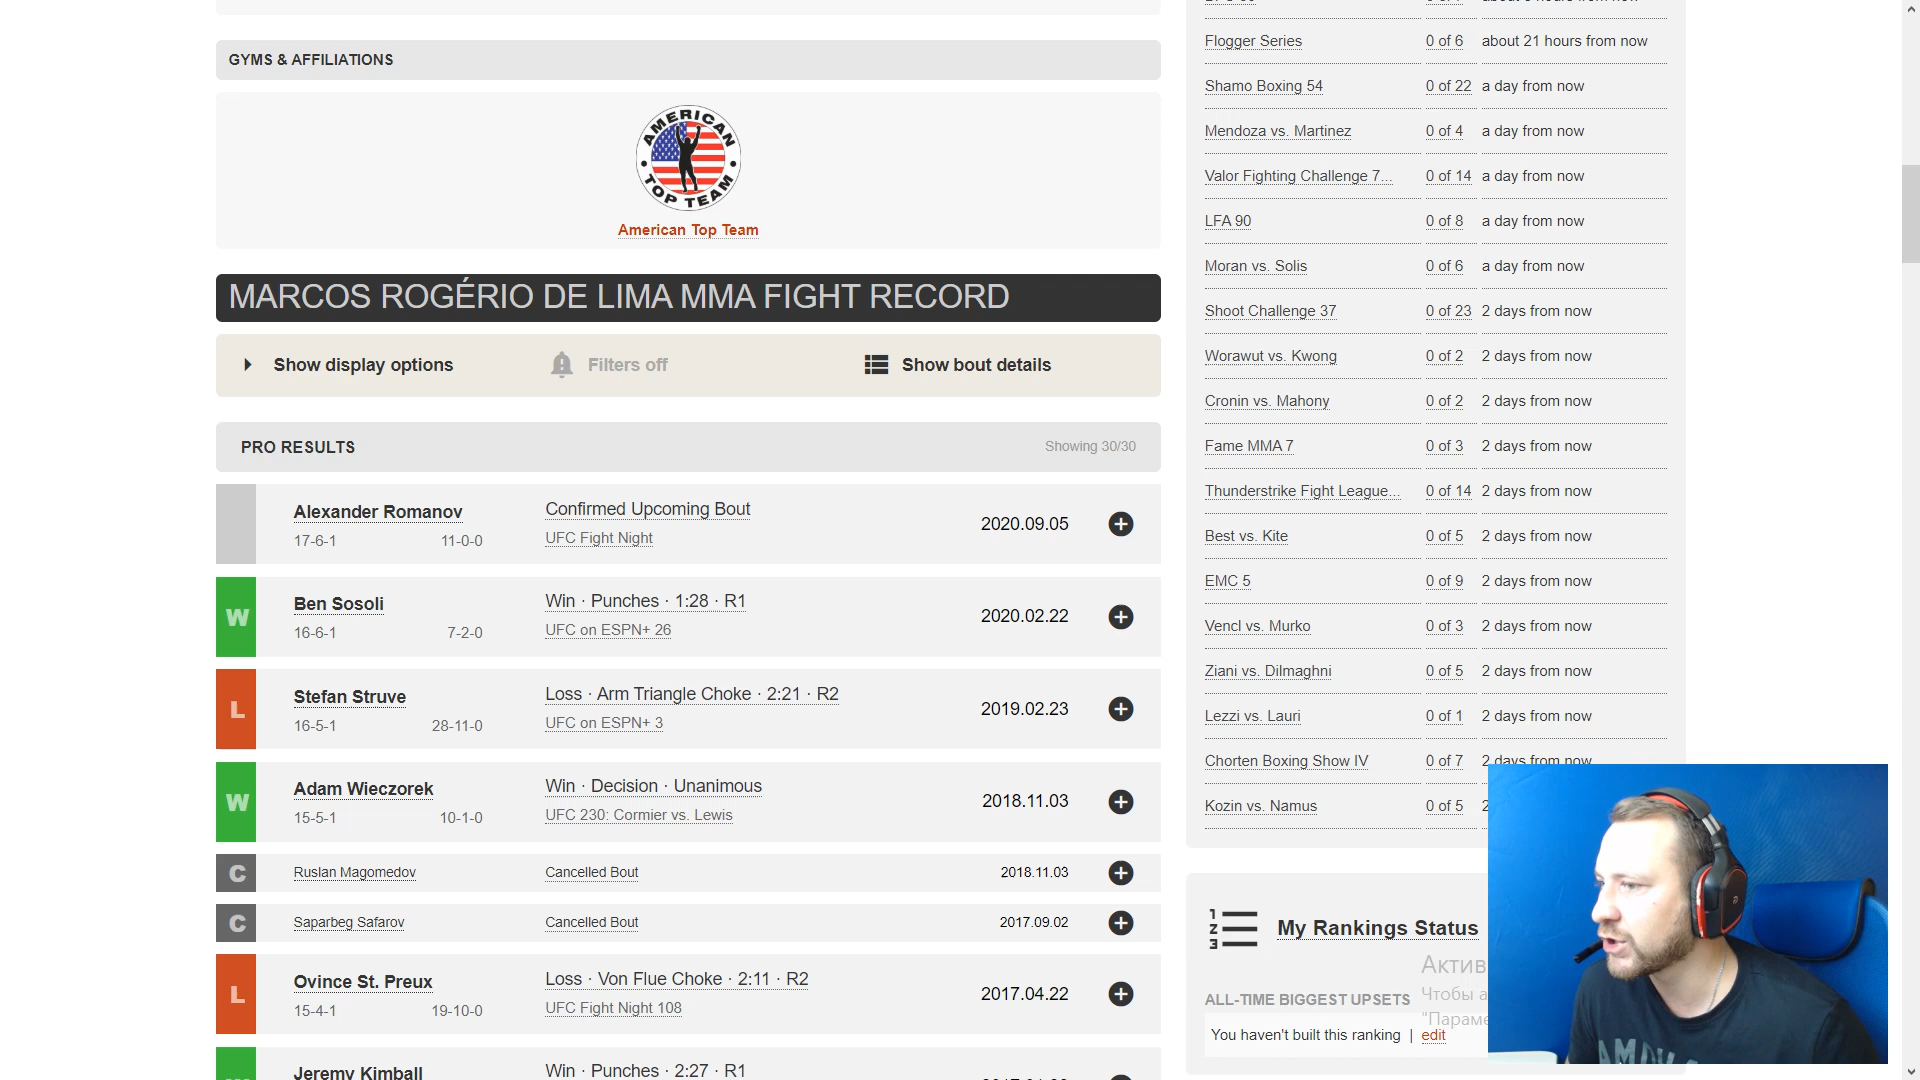 GYMS & AFFILIATIONS
AMERICAN
TOP TEAM
American Top Team
MARCOS ROGÉRIO DE LIMA MMA FIGHT RECORD
Show display options
Filters off
Show bout details
PRO RESULTS
Showing 30/30
Alexander Romanov
17-6-1 11-0-0
Confirmed Upcoming Bout
UFC Fight Night
2020.09.05
W
Ben Sosoli
16-6-1 7-2-0
Win · Punches · 1:28 · R1
UFC on ESPN+ 26
2020.02.22
L
Stefan Struve
16-5-1 28-11-0
Loss · Arm Triangle Choke · 2:21 · R2
UFC on ESPN+ 3
2019.02.23
W
Adam Wieczorek
15-5-1 10-1-0
Win · Decision · Unanimous
UFC 230: Cormier vs. Lewis
2018.11.03
C
Ruslan Magomedov
Cancelled Bout
2018.11.03
C
Saparbeg Safarov
Cancelled Bout
2017.09.02
L
Ovince St. Preux
15-4-1 19-10-0
Loss · Von Flue Choke · 2:11 · R2
UFC Fight Night 108
2017.04.22
Jeremy Kimball
Win · Punches · 2:27 · R1
Flogger Series 0 of 6 about 21 hours from now
Shamo Boxing 54 0 of 22 a day from now
Mendoza vs. Martinez 0 of 4 a day from now
Valor Fighting Challenge 7... 0 of 14 a day from now
LFA 90 0 of 8 a day from now
Moran vs. Solis 0 of 6 a day from now
Shoot Challenge 37 0 of 23 2 days from now
Worawut vs. Kwong 0 of 2 2 days from now
Cronin vs. Mahony 0 of 2 2 days from now
Fame MMA 7 0 of 3 2 days from now
Thunderstrike Fight League... 0 of 14 2 days from now
Best vs. Kite 0 of 5 2 days from now
EMC 5 0 of 9 2 days from now
Vencl vs. Murko 0 of 3 2 days from now
Ziani vs. Dilmaghni 0 of 5 2 days from now
Lezzi vs. Lauri 0 of 1 2 days from now
Chorten Boxing Show IV 0 of 7 2 days from now
Kozin vs. Namus 0 of 5 2
My Rankings Status
Актив
ALL-TIME BIGGEST UPSETS
Чтобы а
"Параме
You haven't built this ranking | edit